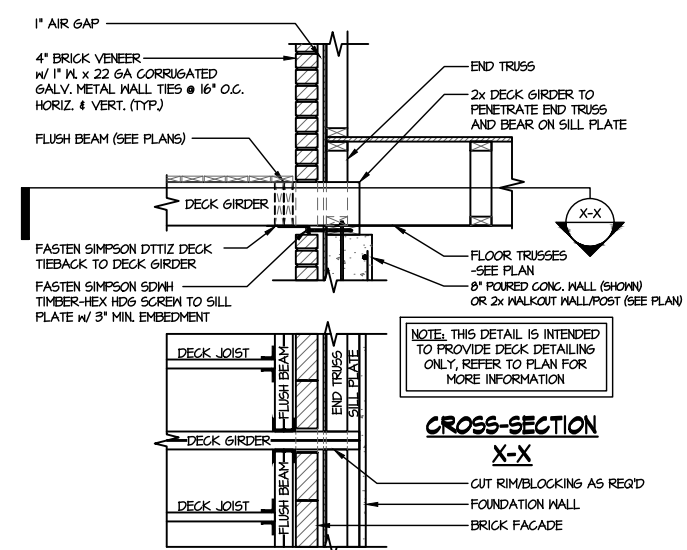 1" AIR GAP
4" BRICK VENEER
W/ 1" W. x 22 GA CORRUGATED
GALV. METAL WALL TIES @ 16" O.C.
HORIZ. & VERT. (TYP.)
FLUSH BEAM (SEE PLANS)
DECK GIRDER
FASTEN SIMPSON DTT1Z DECK
TIEBACK TO DECK GIRDER
FASTEN SIMPSON SDWH
TIMBER-HEX HDG SCREW TO SILL
PLATE W/ 3" MIN. EMBEDMENT
END TRUSS
2x DECK GIRDER TO
PENETRATE END TRUSS
AND BEAR ON SILL PLATE
X-X
FLOOR TRUSSES
-SEE PLAN
8" POURED CONC. WALL (SHOWN)
OR 2x WALKOUT WALL/POST (SEE PLAN)
NOTE: THIS DETAIL IS INTENDED
TO PROVIDE DECK DETAILING
ONLY, REFER TO PLAN FOR
MORE INFORMATION
DECK JOIST
FLUSH BEAM
END TRUSS
SILL PLATE
DECK GIRDER
DECK JOIST
FLUSH BEAM
CROSS-SECTION
X-X
CUT RIM/BLOCKING AS REQ'D
FOUNDATION WALL
BRICK FACADE